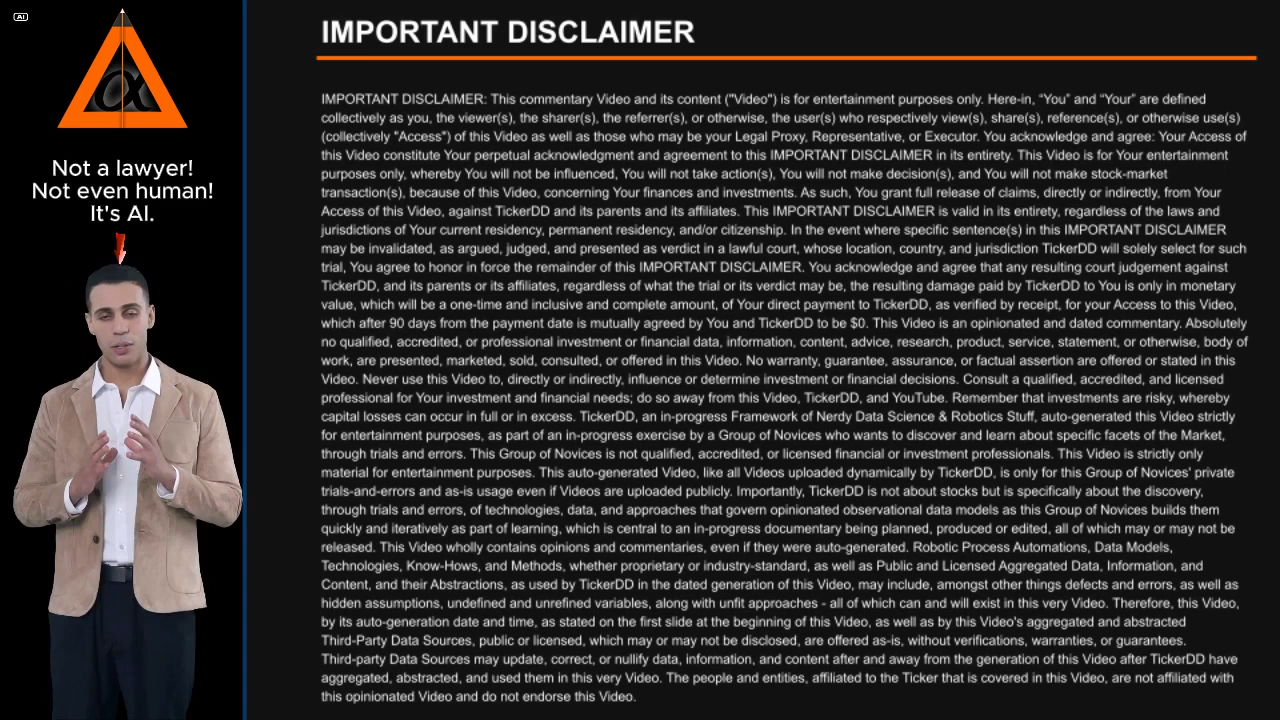 AI
IMPORTANT DISCLAIMER
α
Not a lawyer!
Not even human!
It's AI.
IMPORTANT DISCLAIMER: This commentary Video and its content ("Video") is for entertainment purposes only. Here-in, “You” and “Your” are defined
collectively as you, the viewer(s), the sharer(s), the referrer(s), or otherwise, the user(s) who respectively view(s), share(s), reference(s), or otherwise use(s)
(collectively "Access") of this Video as well as those who may be your Legal Proxy, Representative, or Executor. You acknowledge and agree: Your Access of
this Video constitute Your perpetual acknowledgment and agreement to this IMPORTANT DISCLAIMER in its entirety. This Video is for Your entertainment
purposes only, whereby You will not be influenced, You will not take action(s), You will not make decision(s), and You will not make stock-market
transaction(s), because of this Video, concerning Your finances and investments. As such, You grant full release of claims, directly or indirectly, from Your
Access of this Video, against TickerDD and its parents and its affiliates. This IMPORTANT DISCLAIMER is valid in its entirety, regardless of the laws and
jurisdictions of Your current residency, permanent residency, and/or citizenship. In the event where specific sentence(s) in this IMPORTANT DISCLAIMER
may be invalidated, as argued, judged, and presented as verdict in a lawful court, whose location, country, and jurisdiction TickerDD will solely select for such
trial, You agree to honor in force the remainder of this IMPORTANT DISCLAIMER. You acknowledge and agree that any resulting court judgement against
TickerDD, and its parents or its affiliates, regardless of what the trial or its verdict may be, the resulting damage paid by TickerDD to You is only in monetary
value, which will be a one-time and inclusive and complete amount, of Your direct payment to TickerDD, as verified by receipt, for your Access to this Video,
which after 90 days from the payment date is mutually agreed by You and TickerDD to be $0. This Video is an opinionated and dated commentary. Absolutely
no qualified, accredited, or professional investment or financial data, information, content, advice, research, product, service, statement, or otherwise, body of
work, are presented, marketed, sold, consulted, or offered in this Video. No warranty, guarantee, assurance, or factual assertion are offered or stated in this
Video. Never use this Video to, directly or indirectly, influence or determine investment or financial decisions. Consult a qualified, accredited, and licensed
professional for Your investment and financial needs; do so away from this Video, TickerDD, and YouTube. Remember that investments are risky, whereby
capital losses can occur in full or in excess. TickerDD, an in-progress Framework of Nerdy Data Science & Robotics Stuff, auto-generated this Video strictly
for entertainment purposes, as part of an in-progress exercise by a Group of Novices who wants to discover and learn about specific facets of the Market,
through trials and errors. This Group of Novices is not qualified, accredited, or licensed financial or investment professionals. This Video is strictly only
material for entertainment purposes. This auto-generated Video, like all Videos uploaded dynamically by TickerDD, is only for this Group of Novices' private
trials-and-errors and as-is usage even if Videos are uploaded publicly. Importantly, TickerDD is not about stocks but is specifically about the discovery,
through trials and errors, of technologies, data, and approaches that govern opinionated observational data models as this Group of Novices builds them
quickly and iteratively as part of learning, which is central to an in-progress documentary being planned, produced or edited, all of which may or may not be
released. This Video wholly contains opinions and commentaries, even if they were auto-generated. Robotic Process Automations, Data Models,
Technologies, Know-Hows, and Methods, whether proprietary or industry-standard, as well as Public and Licensed Aggregated Data, Information, and
Content, and their Abstractions, as used by TickerDD in the dated generation of this Video, may include, amongst other things defects and errors, as well as
hidden assumptions, undefined and unrefined variables, along with unfit approaches - all of which can and will exist in this very Video. Therefore, this Video,
by its auto-generation date and time, as stated on the first slide at the beginning of this Video, as well as by this Video's aggregated and abstracted
Third-Party Data Sources, public or licensed, which may or may not be disclosed, are offered as-is, without verifications, warranties, or guarantees.
Third-party Data Sources may update, correct, or nullify data, information, and content after and away from the generation of this Video after TickerDD have
aggregated, abstracted, and used them in this very Video. The people and entities, affiliated to the Ticker that is covered in this Video, are not affiliated with
this opinionated Video and do not endorse this Video.